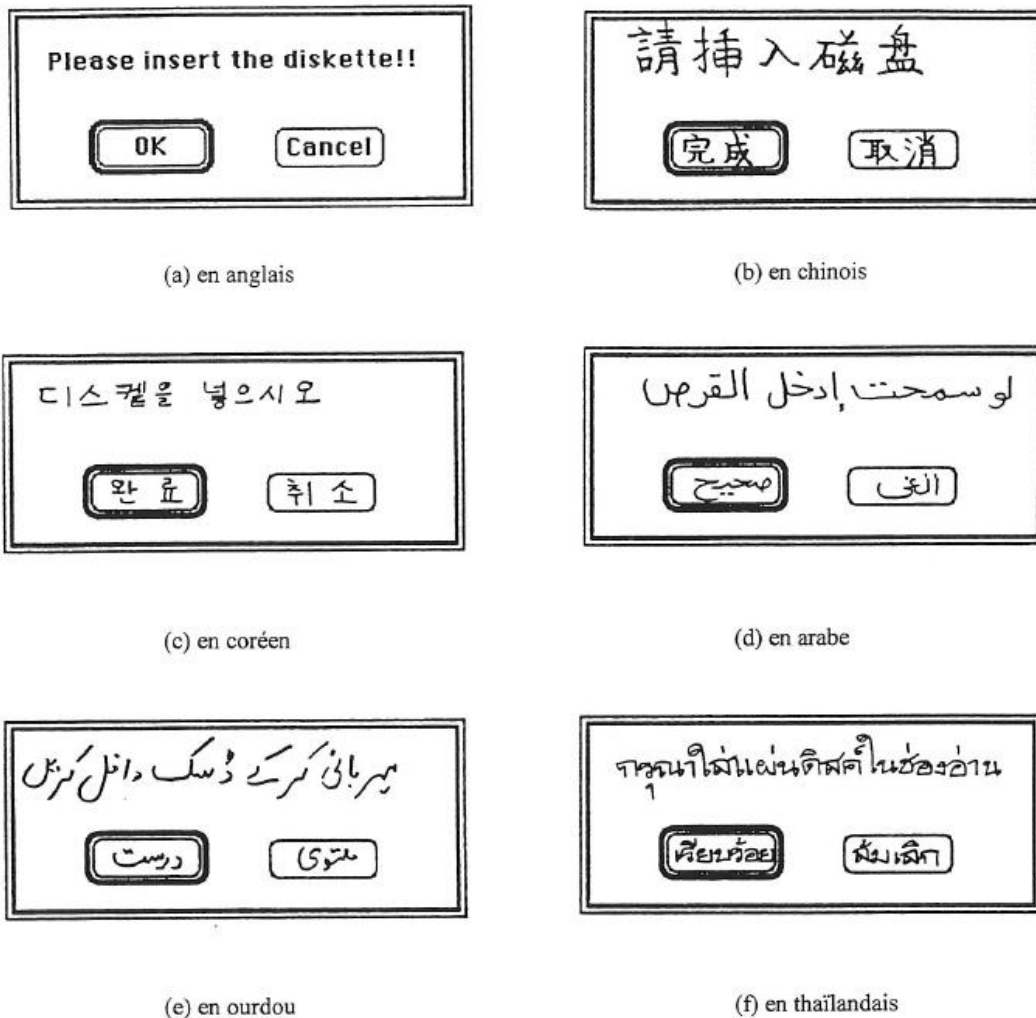 Please insert the diskette!!
OK
Cancel
(a) en anglais
請插入磁盘
完成
取消
(b) en chinois
디스켙을 넣으시오
완료
취소
(c) en coréen
لو سمحت إدخل القرص
صحيح
الغى
(d) en arabe
مہربانی کر کے ڈسک داخل کریں
درست
ملتوی
(e) en ourdou
กรุณาใส่แผ่นดิสค์ในช่องอ่าน
เรียบร้อย
ล้มเลิก
(f) en thaïlandais